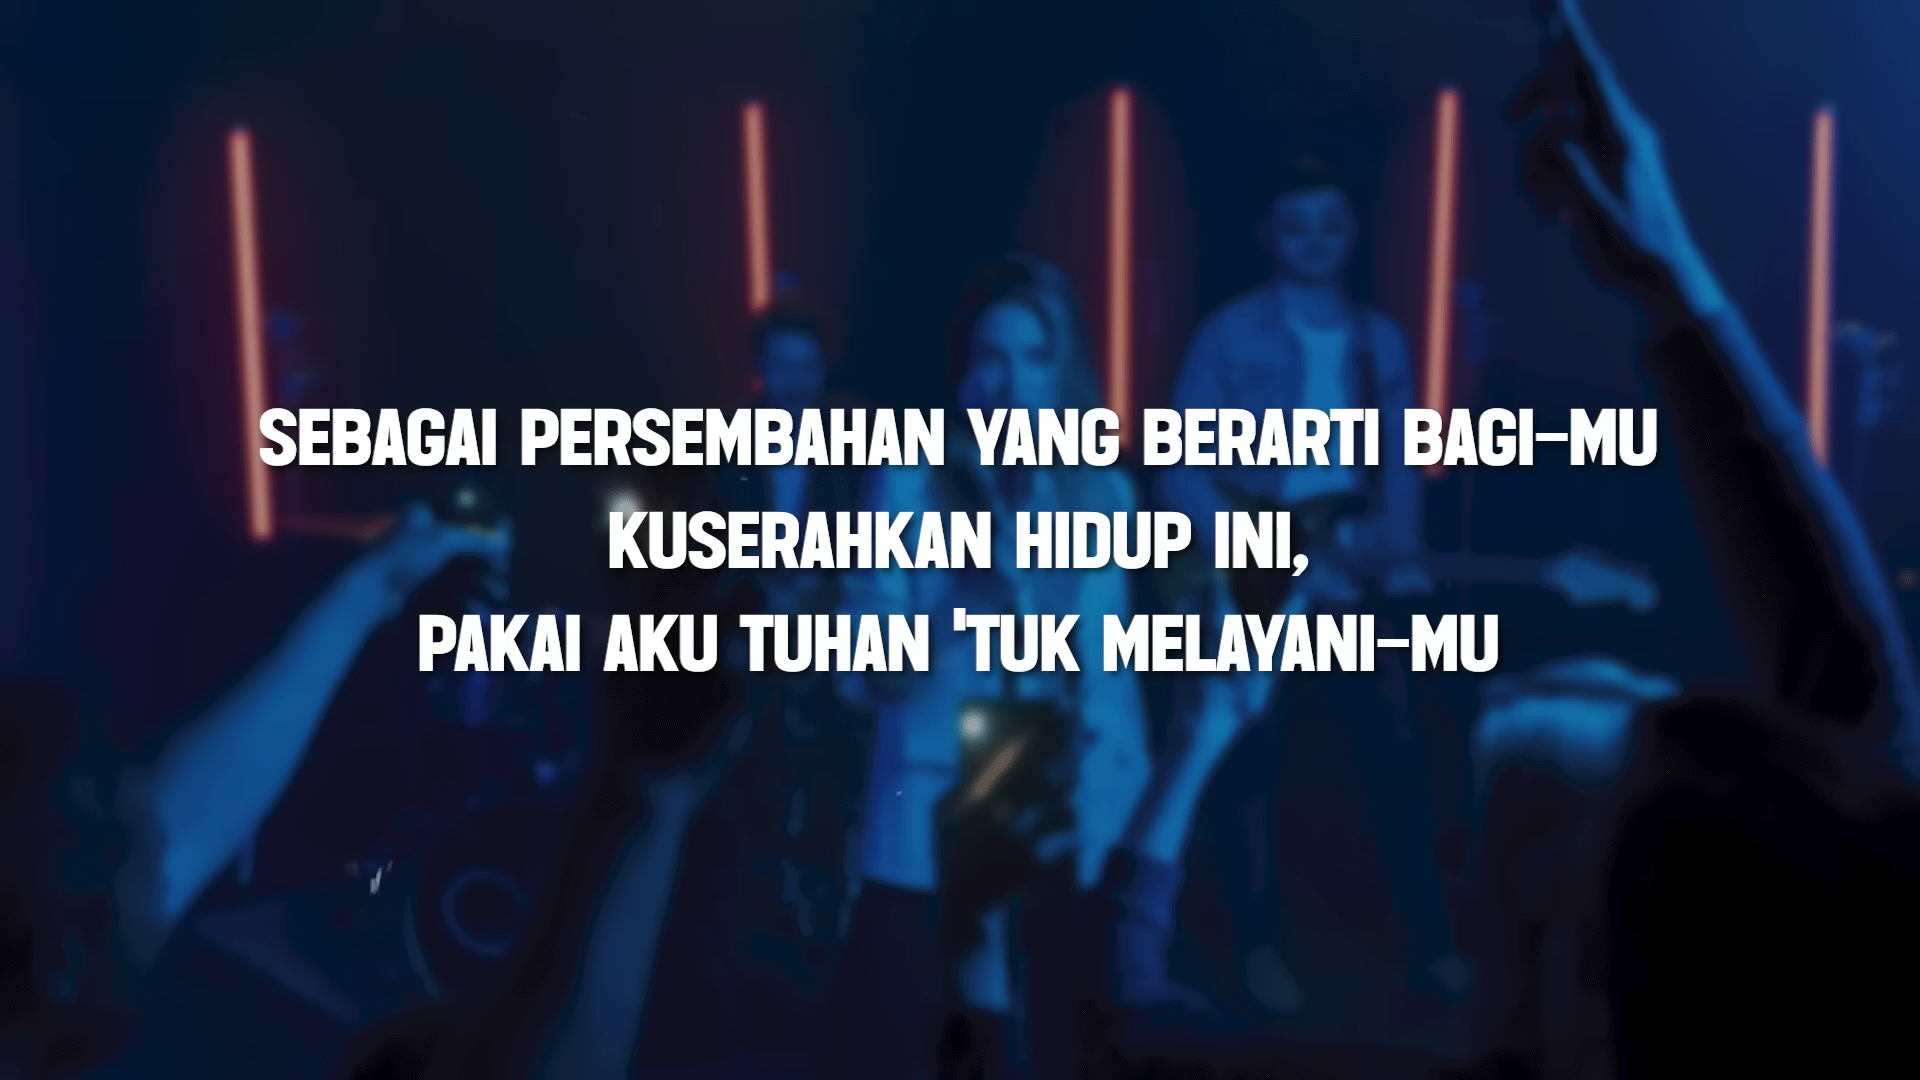 SEBAGAI PERSEMBAHAN YANG BERARTI BAGI-MU
KUSERAHKAN HIDUP INI,
PAKAI AKU TUHAN 'TUK MELAYANI-MU